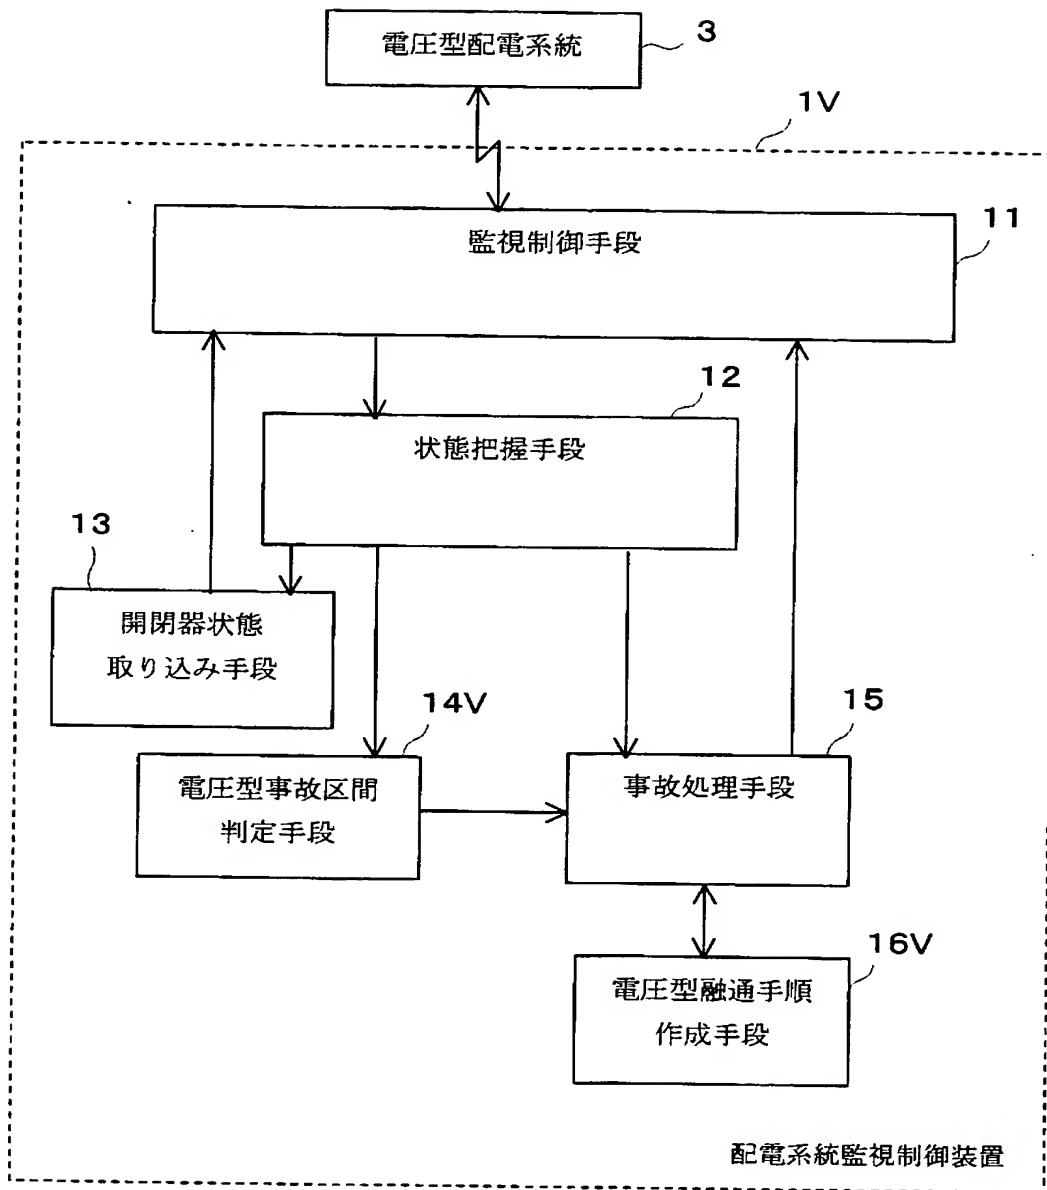 電圧型配電系統
3
1V
監視制御手段
11
12
状態把握手段
13
開閉器状態
取り込み手段
14V
電圧型事故区間
判定手段
15
事故処理手段
16V
電圧型融通手順
作成手段
配電系統監視制御装置